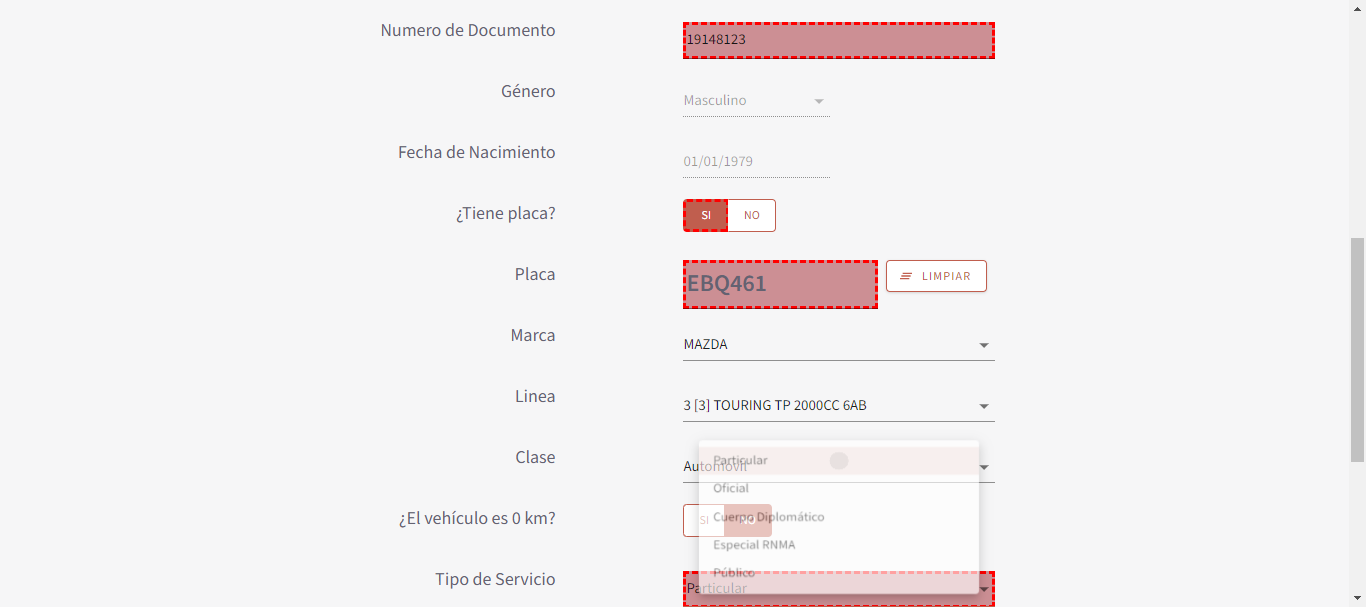 Numero de Documento 19148123
Género Masculino
Fecha de Nacimiento 01/01/1979
¿Tiene placa? SI NO
Placa EBQ461 LIMPIAR
Marca MAZDA
Linea 3 [3] TOURING TP 2000CC 6AB
Clase Automóvil
Particular
Oficial
¿El vehículo es 0 km? SI NO
Cuerpo Diplomático
Especial RNMA
Público
Tipo de Servicio Particular